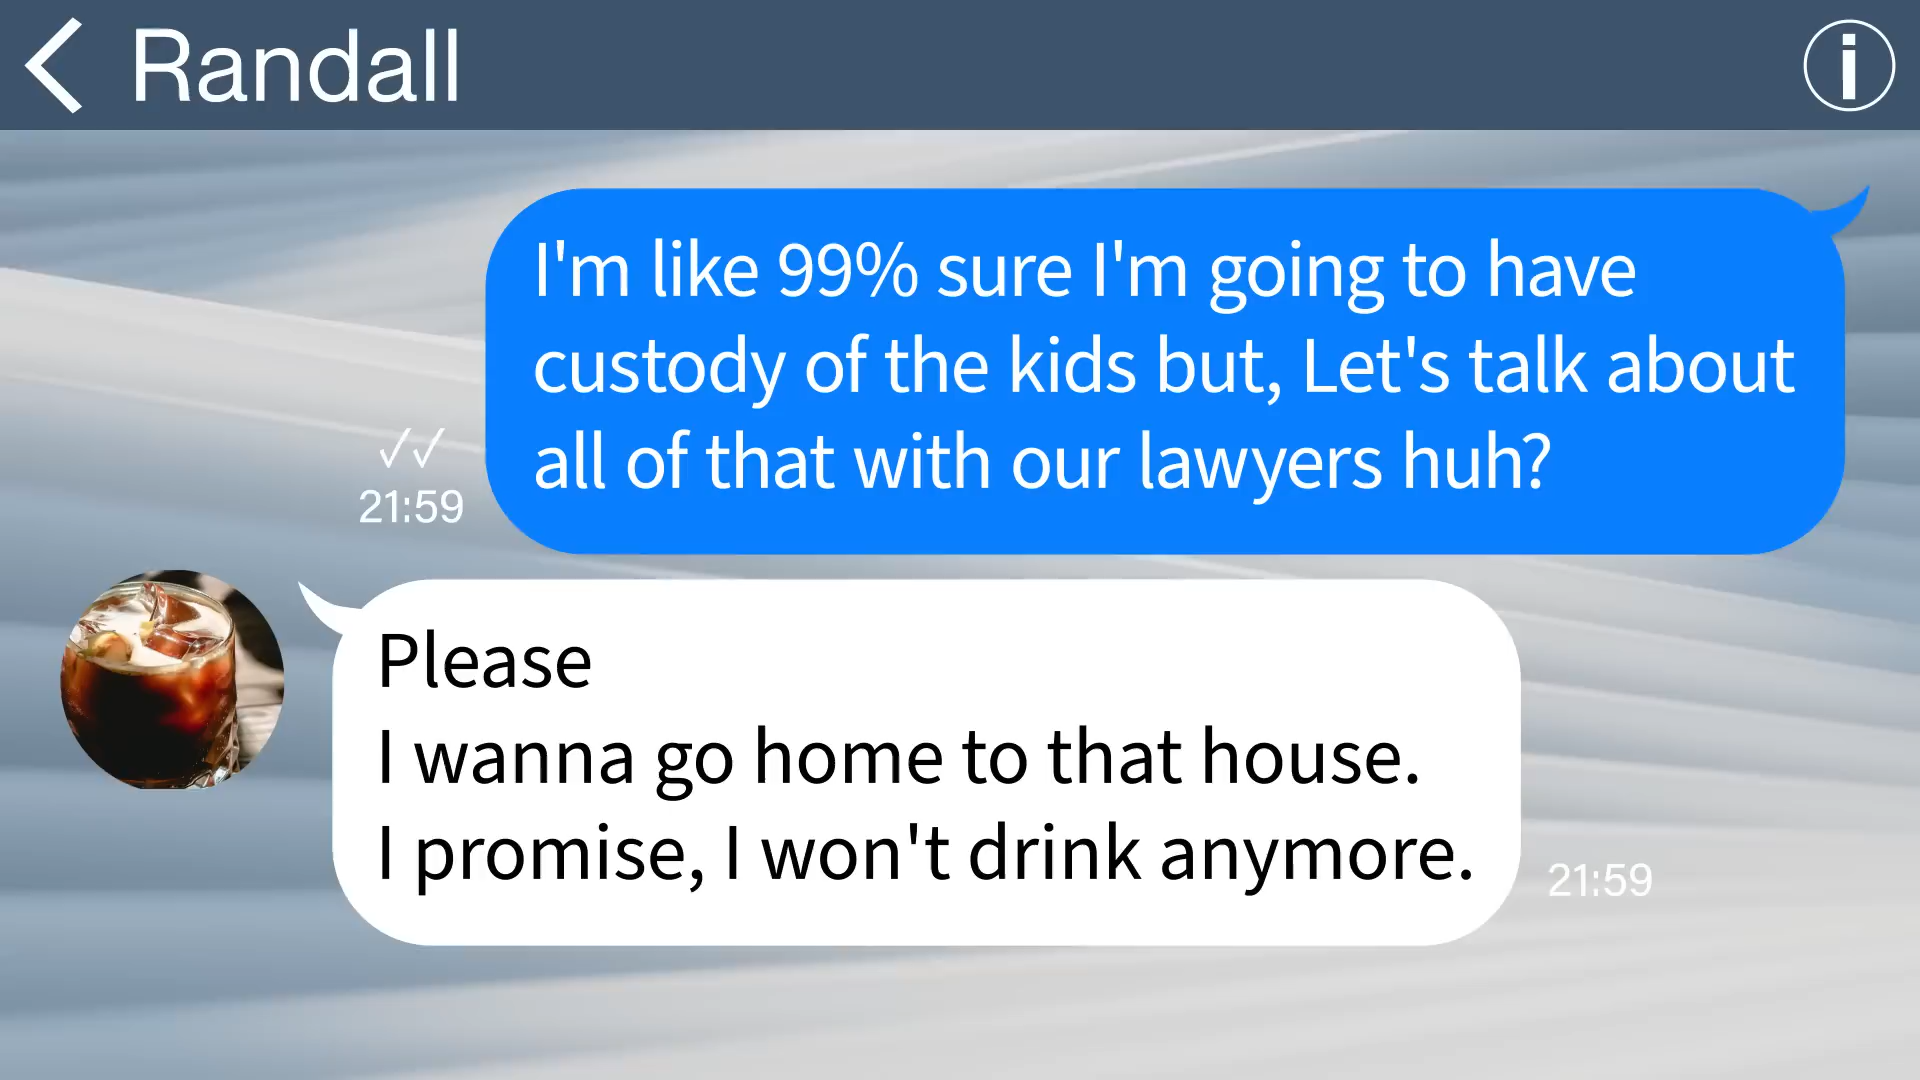 Randall
I'm like 99% sure I'm going to have
custody of the kids but, Let's talk about
all of that with our lawyers huh?
21:59
Please
I wanna go home to that house.
I promise, I won't drink anymore.
21:59